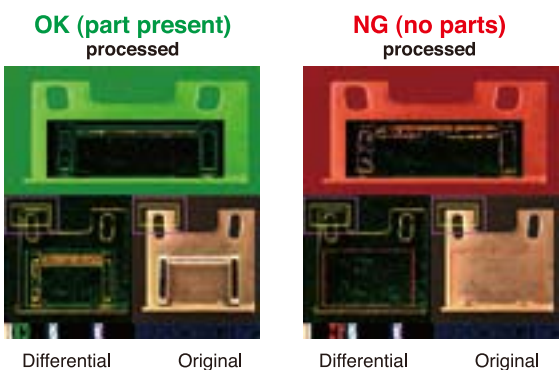 OK (part present)
processed
NG (no parts)
processed
Differential
Original
Differential
Original